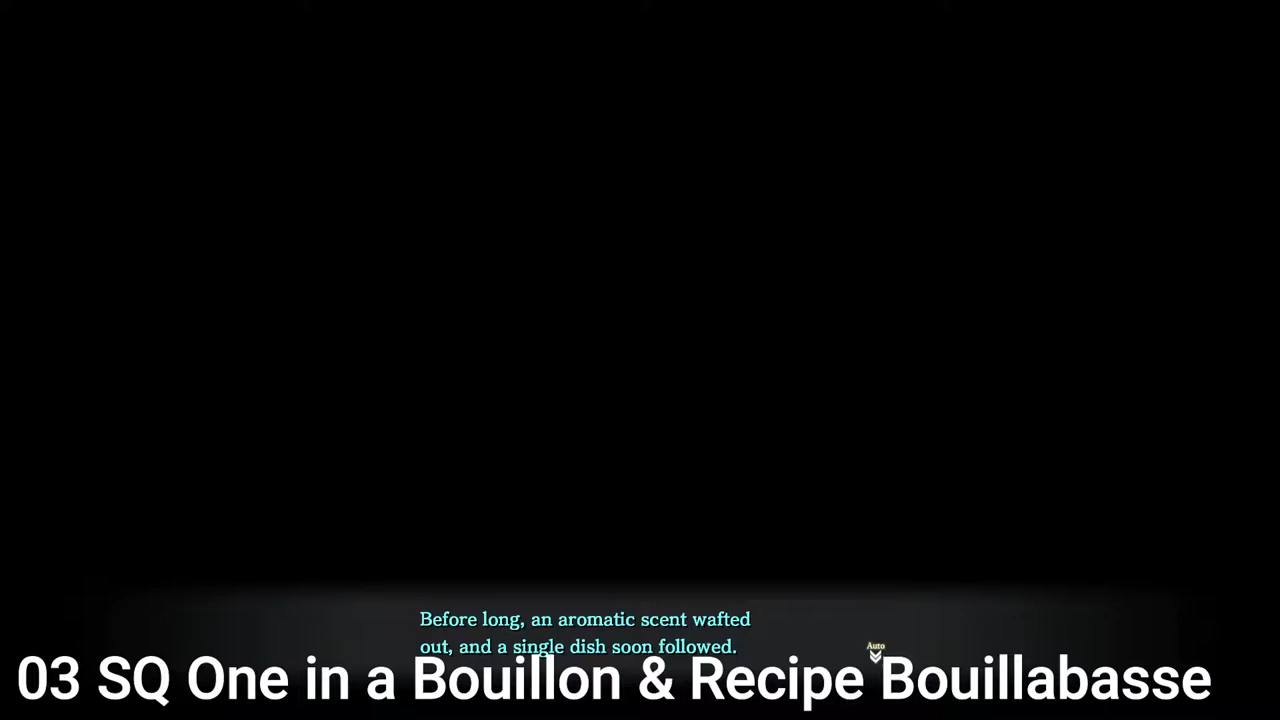 Before long, an aromatic scent wafted
out, and a single dish soon followed.
Auto
03 SQ One in a Bouillon & Recipe Bouillabasse